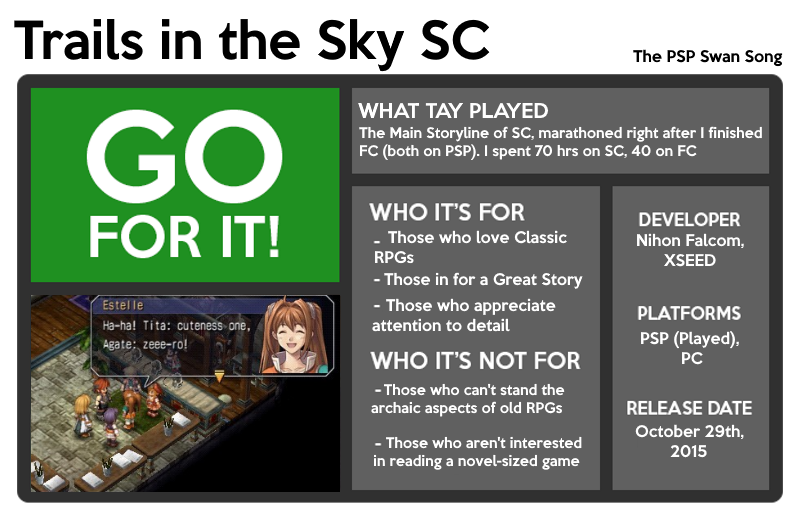 Trails in the Sky SC
The PSP Swan Song
GO
FOR IT!
Estelle
Ha-ha! Tita: cuteness one,
Agate: zeee-ro!
WHAT TAY PLAYED
The Main Storyline of SC, marathoned right after I finished
FC (both on PSP). I spent 70 hrs on SC, 40 on FC
WHO IT'S FOR
- Those who love Classic
RPGs
- Those in for a Great Story
- Those who appreciate
attention to detail
WHO IT'S NOT FOR
- Those who can't stand the
archaic aspects of old RPGs
- Those who aren't interested
in reading a novel-sized game
DEVELOPER
Nihon Falcom,
XSEED
PLATFORMS
PSP (Played),
PC
RELEASE DATE
October 29th,
2015